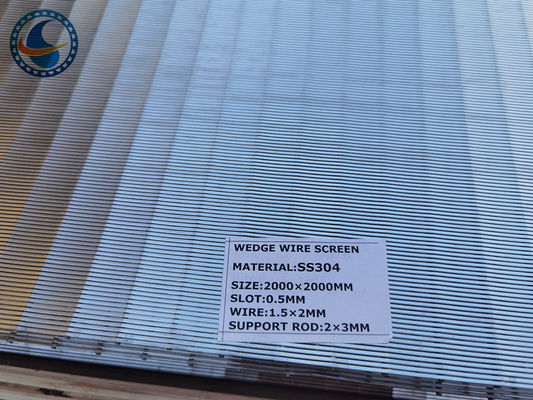 WEDGE WIRE SCREEN
MATERIAL:SS304
SIZE:2000×2000MM
SLOT:0.5MM
WIRE:1.5×2MM
SUPPORT ROD:2×3MM